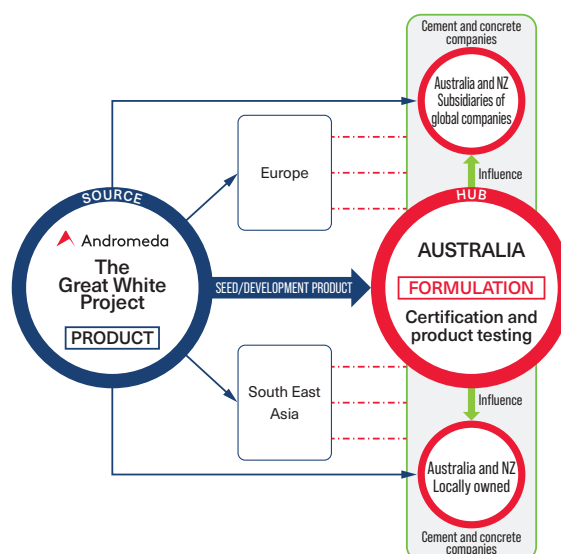 Cement and concrete
companies
Australia and NZ
Subsidiaries of
global companies
Influence
Europe
SOURCE
Andromeda
The
Great White
Project
PRODUCT
SEED/DEVELOPMENT PRODUCT
HUB
AUSTRALIA
FORMULATION
Certification and
product testing
South East
Asia
Influence
Australia and NZ
Locally owned
Cement and concrete
companies